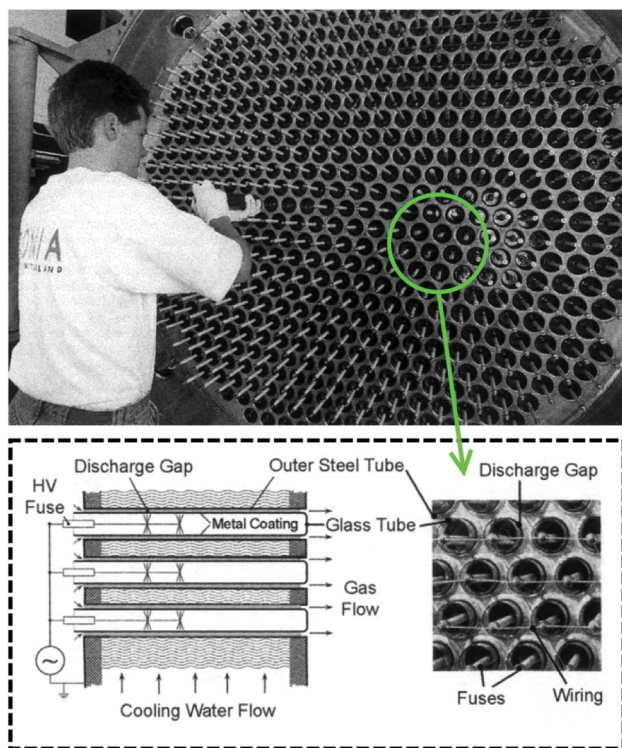 Discharge Gap
Outer Steel Tube
HV
Fuse
Metal Coating
Glass Tube
Discharge Gap
Gas
Flow
Cooling Water Flow
Fuses
Wiring